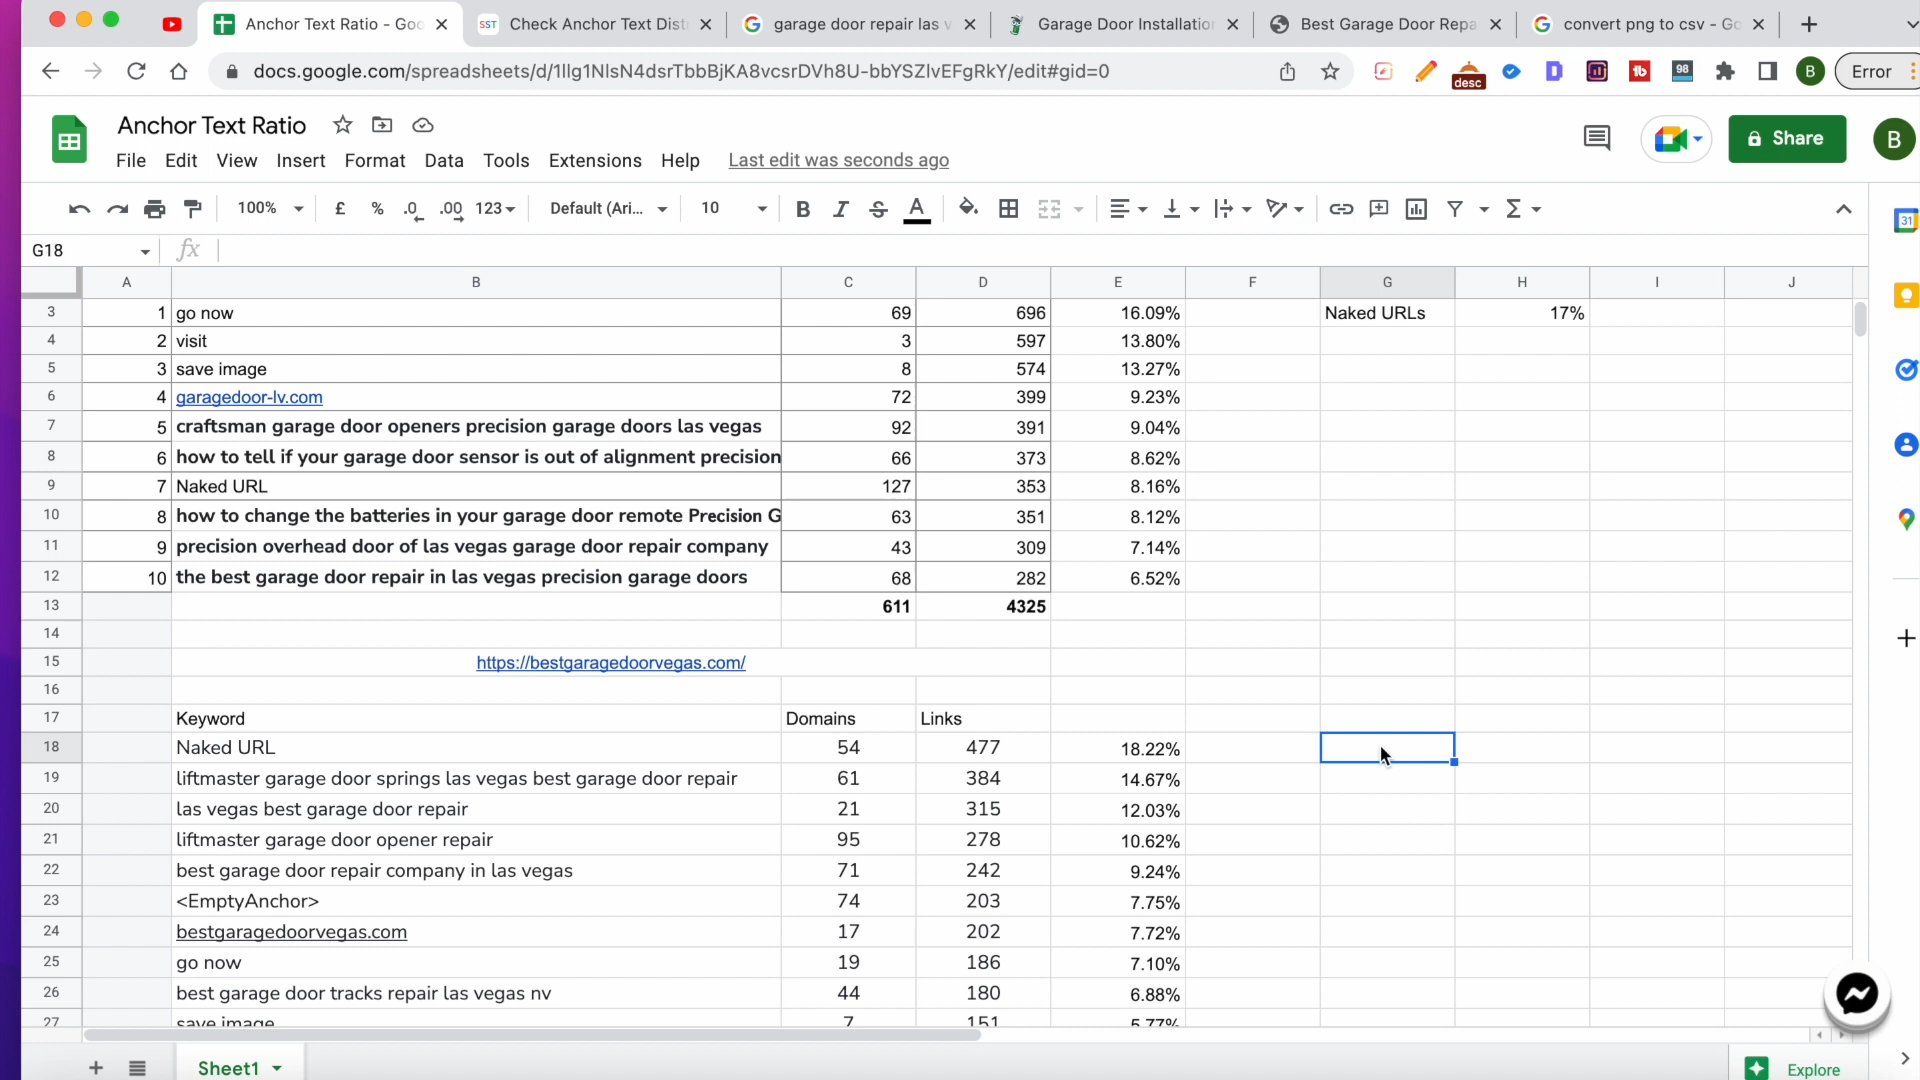 Anchor Text Ratio - Goo
SST Check Anchor Text Dist
garage door repair las v
Garage Door Installation
Best Garage Door Repa
convert png to csv - Go
docs.google.com/spreadsheets/d/1llg1NlsN4dsrTbbBjKA8vcsrDVh8U-bbYSZlvEFgRkY/edit#gid=0
desc
98
B
Error
Anchor Text Ratio
File Edit View Insert Format Data Tools Extensions Help Last edit was seconds ago
Share
B
100% £ % .0 .00 123 Default (Ari... 10 B I S A
31
G18 fx
A B C D E F G H I J
3 1 go now 69 696 16.09% Naked URLs 17%
4 2 visit 3 597 13.80%
5 3 save image 8 574 13.27%
6 4 garagedoor-lv.com 72 399 9.23%
7 5 craftsman garage door openers precision garage doors las vegas 92 391 9.04%
8 6 how to tell if your garage door sensor is out of alignment precision 66 373 8.62%
9 7 Naked URL 127 353 8.16%
10 8 how to change the batteries in your garage door remote Precision G 63 351 8.12%
11 9 precision overhead door of las vegas garage door repair company 43 309 7.14%
12 10 the best garage door repair in las vegas precision garage doors 68 282 6.52%
13 611 4325
14
15 https://bestgaragedoorvegas.com/
16
17 Keyword Domains Links
18 Naked URL 54 477 18.22%
19 liftmaster garage door springs las vegas best garage door repair 61 384 14.67%
20 las vegas best garage door repair 21 315 12.03%
21 liftmaster garage door opener repair 95 278 10.62%
22 best garage door repair company in las vegas 71 242 9.24%
23 <EmptyAnchor> 74 203 7.75%
24 bestgaragedoorvegas.com 17 202 7.72%
25 go now 19 186 7.10%
26 best garage door tracks repair las vegas nv 44 180 6.88%
27 save image 7 151 5.77%
Sheet1
Explore